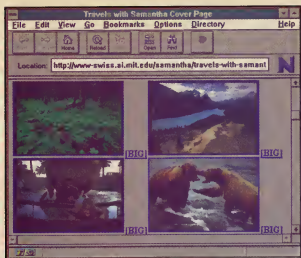 Travels with Samantha Cover Page
File Edit View Go Bookmarks Options Directory Help
Home Reload Open Find
Location: http://www-swiss.ai.mit.edu/samantha/travels-with-samant
N
[BIG] [BIG]
[BIG] [BIG]